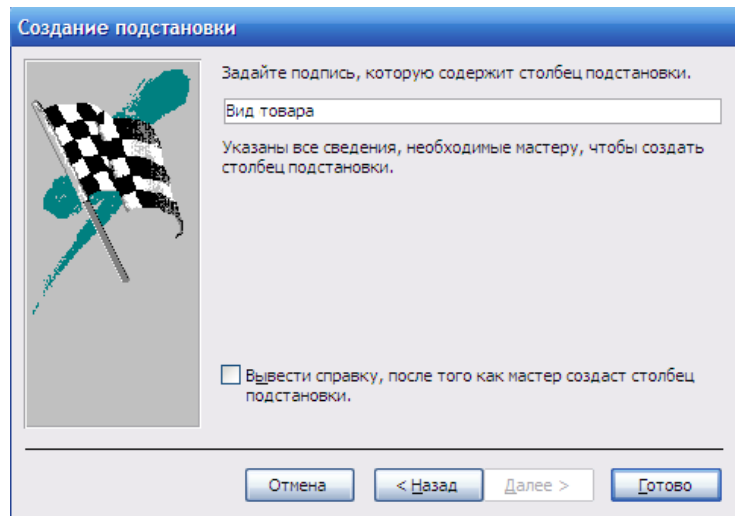 Создание подстановки
Задайте подпись, которую содержит столбец подстановки.
Вид товара
Указаны все сведения, необходимые мастеру, чтобы создать
столбец подстановки.
Вывести справку, после того как мастер создаст столбец
подстановки.
Отмена < Назад Далее > Готово